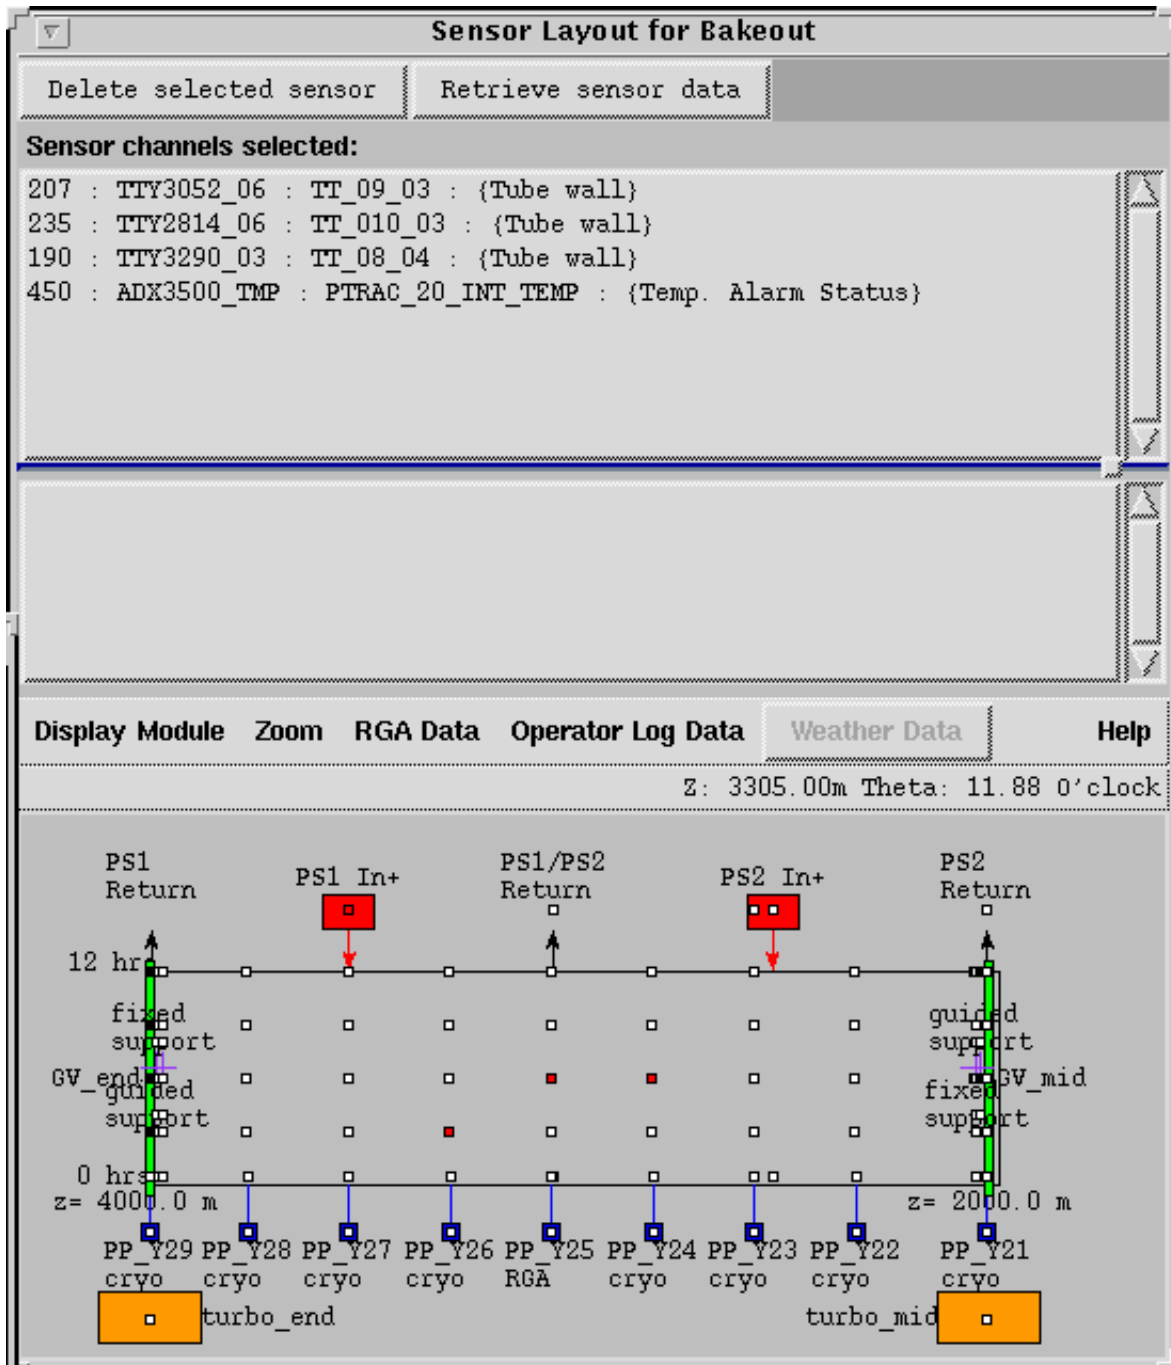 Sensor Layout for Bakeout
Delete selected sensor Retrieve sensor data
Sensor channels selected:
207 : TTY3052_06 : TT_09_03 : {Tube wall}
235 : TTY2814_06 : TT_010_03 : {Tube wall}
190 : TTY3290_03 : TT_08_04 : {Tube wall}
450 : ADX3500_TMP : PTRAC_20_INT_TEMP : {Temp. Alarm Status}
Display Module Zoom RGA Data Operator Log Data Weather Data Help
Z: 3305.00m Theta: 11.88 O'clock
PS1 Return
PS1 In+
PS1/PS2 Return
PS2 In+
PS2 Return
12 hr
fixed support
guided support
GV_end
GV_mid
guided support
fixed support
0 hrs
z= 4000.0 m
z= 2000.0 m
PP_Y29 PP_Y28 PP_Y27 PP_Y26 PP_Y25 PP_Y24 PP_Y23 PP_Y22 PP_Y21
cryo cryo cryo cryo RGA cryo cryo cryo cryo
turbo_end turbo_mid